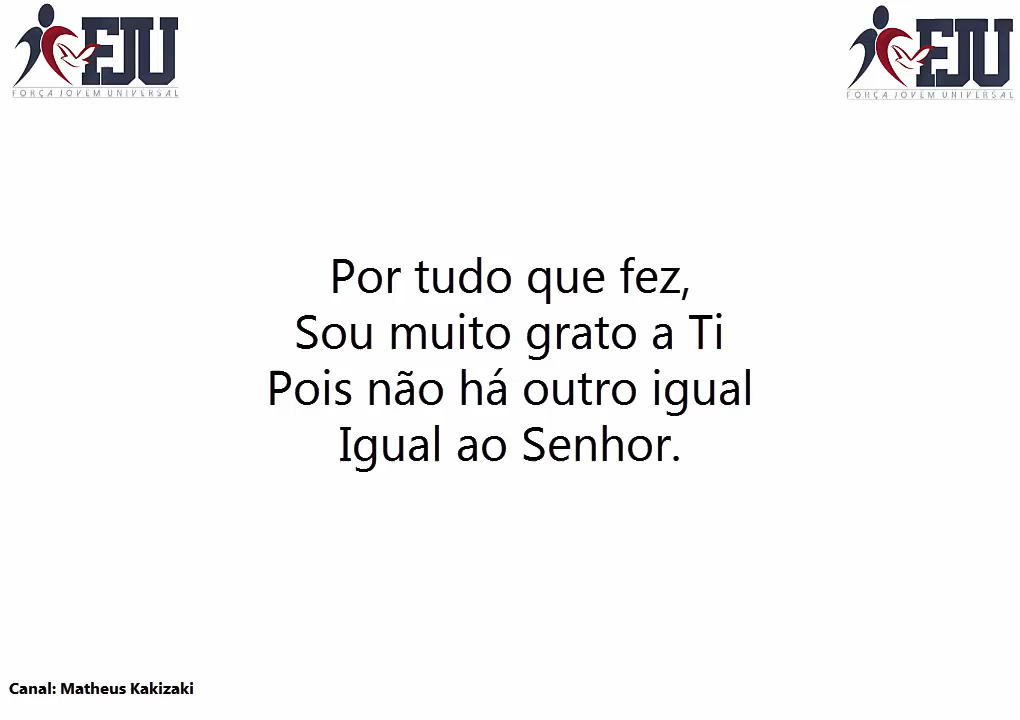 FJU
FORÇA JOVEM UNIVERSAL
FJU
FORÇA JOVEM UNIVERSAL
Por tudo que fez,
Sou muito grato a Ti
Pois não há outro igual
Igual ao Senhor.
Canal: Matheus Kakizaki